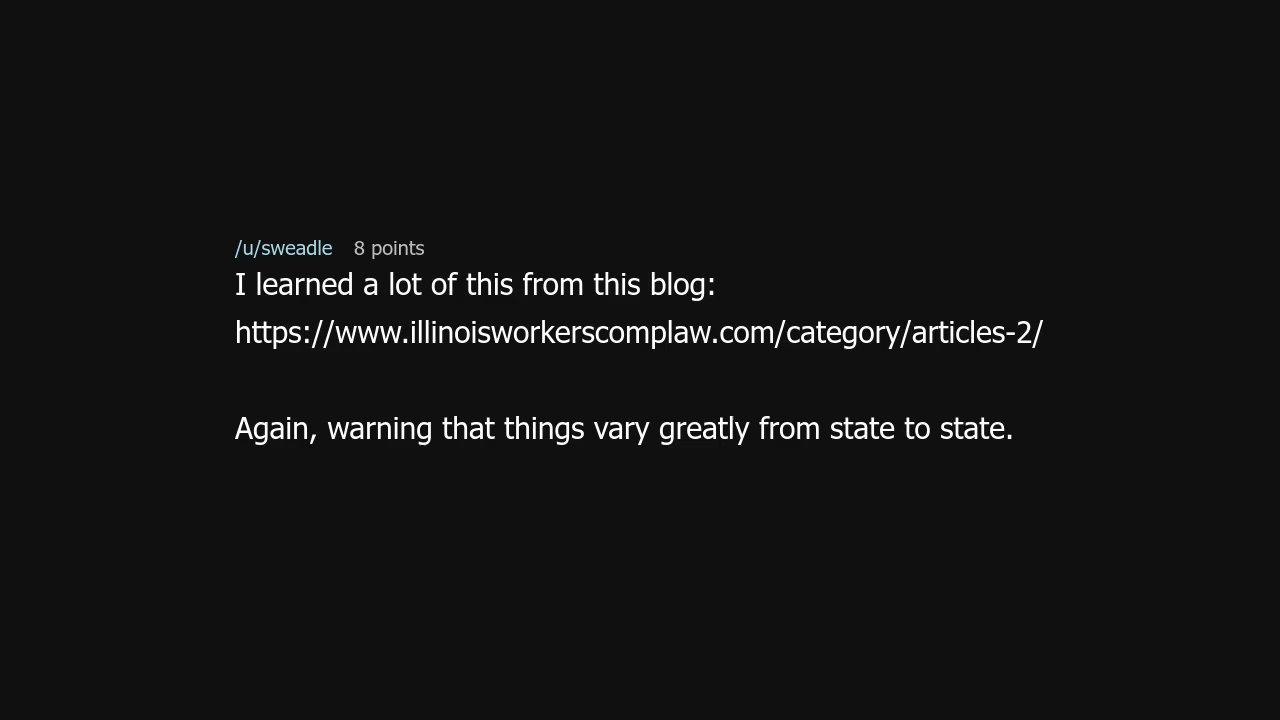 /u/sweadle 8 points
I learned a lot of this from this blog:
https://www.illinoisworkerscomplaw.com/category/articles-2/
Again, warning that things vary greatly from state to state.